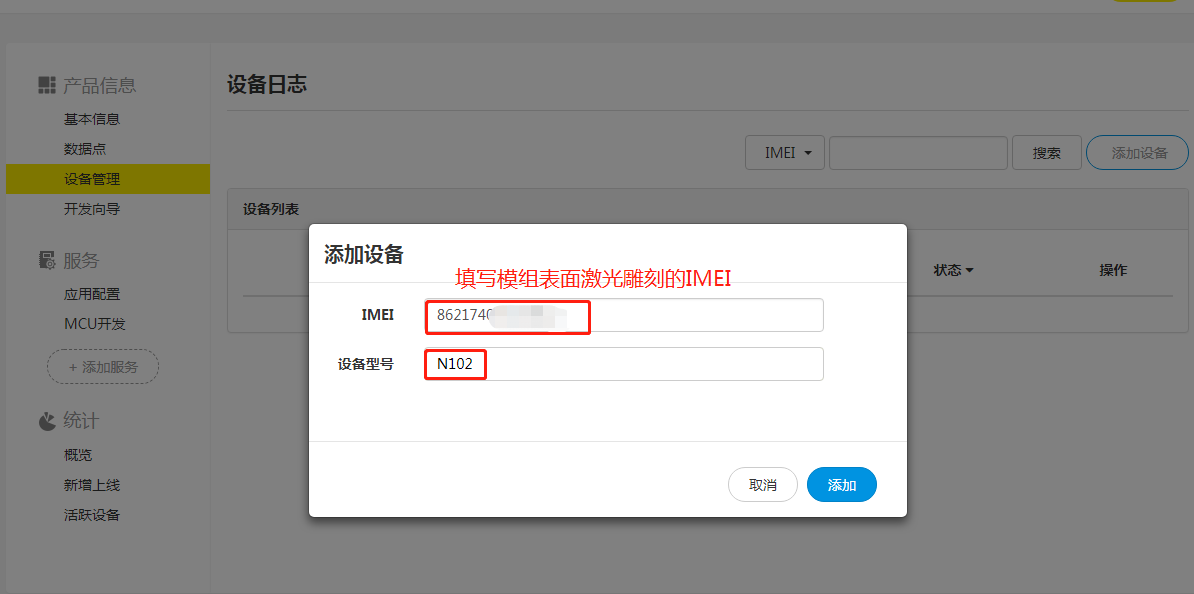 产品信息
基本信息
数据点
设备管理
开发向导
服务
应用配置
MCU开发
+ 添加服务
统计
概览
新增上线
活跃设备
设备日志
IMEI
搜索
添加设备
设备列表
状态
操作
添加设备
填写模组表面激光雕刻的IMEI
IMEI
862174
设备型号
N102
取消
添加